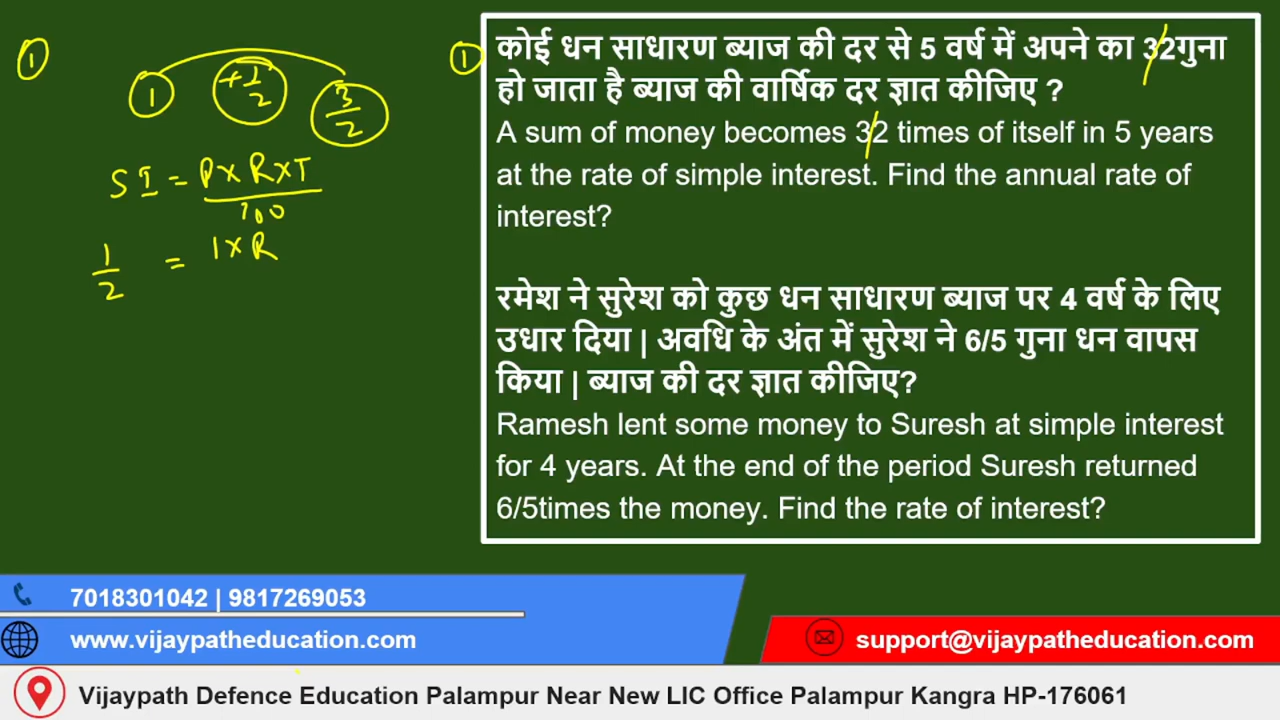 ①
1 +1/2 3/2
SI = P×R×T/100
1/2 = 1×R
① कोई धन साधारण ब्याज की दर से 5 वर्ष में अपने का 3/2गुना
हो जाता है ब्याज की वार्षिक दर ज्ञात कीजिए ?
A sum of money becomes 3/2 times of itself in 5 years
at the rate of simple interest. Find the annual rate of
interest?
रमेश ने सुरेश को कुछ धन साधारण ब्याज पर 4 वर्ष के लिए
उधार दिया | अवधि के अंत में सुरेश ने 6/5 गुना धन वापस
किया | ब्याज की दर ज्ञात कीजिए?
Ramesh lent some money to Suresh at simple interest
for 4 years. At the end of the period Suresh returned
6/5times the money. Find the rate of interest?
7018301042 | 9817269053
www.vijaypatheducation.com
support@vijaypatheducation.com
Vijaypath Defence Education Palampur Near New LIC Office Palampur Kangra HP-176061